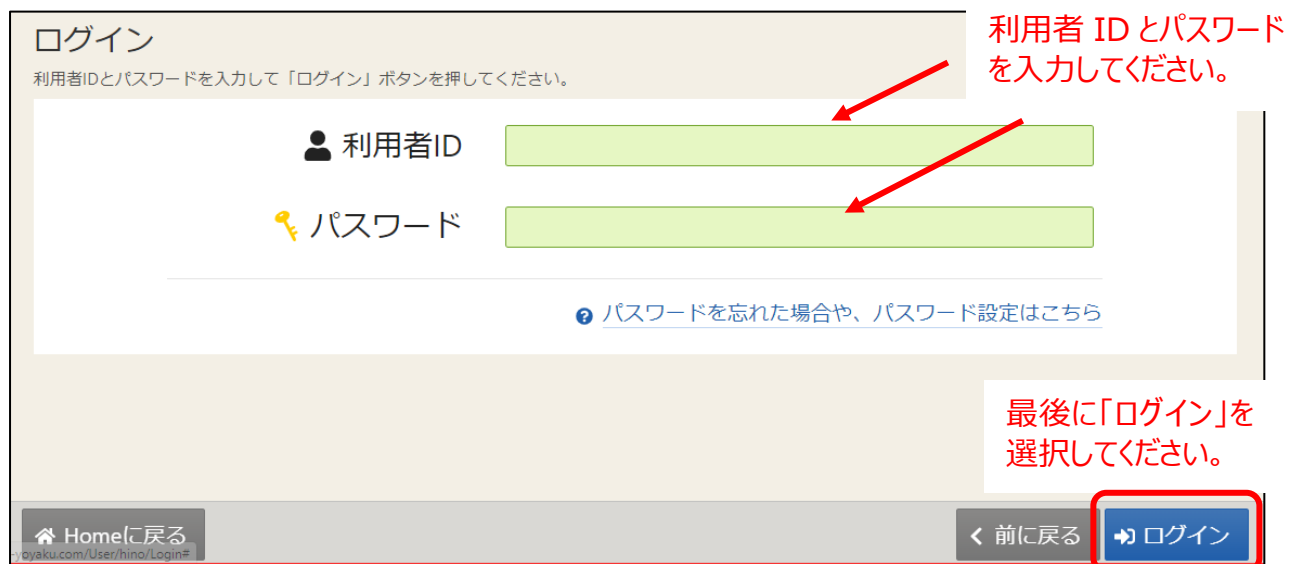 ログイン
利用者IDとパスワードを入力して「ログイン」ボタンを押してください。
利用者 ID とパスワード
を入力してください。
利用者ID
パスワード
パスワードを忘れた場合や、パスワード設定はこちら
最後に「ログイン」を
選択してください。
Homeに戻る
-yoyaku.com/User/hino/Login#
前に戻る
ログイン